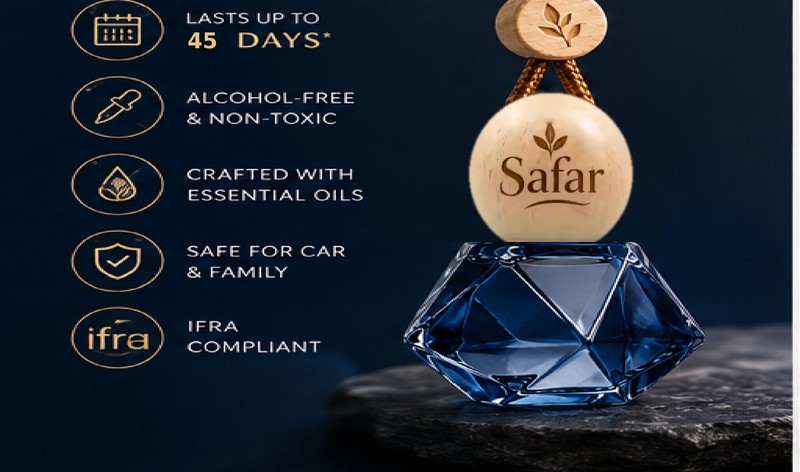 LASTS UP TO
45 DAYS*
ALCOHOL-FREE
& NON-TOXIC
CRAFTED WITH
ESSENTIAL OILS
SAFE FOR CAR
& FAMILY
ifra
IFRA
COMPLIANT
Safar